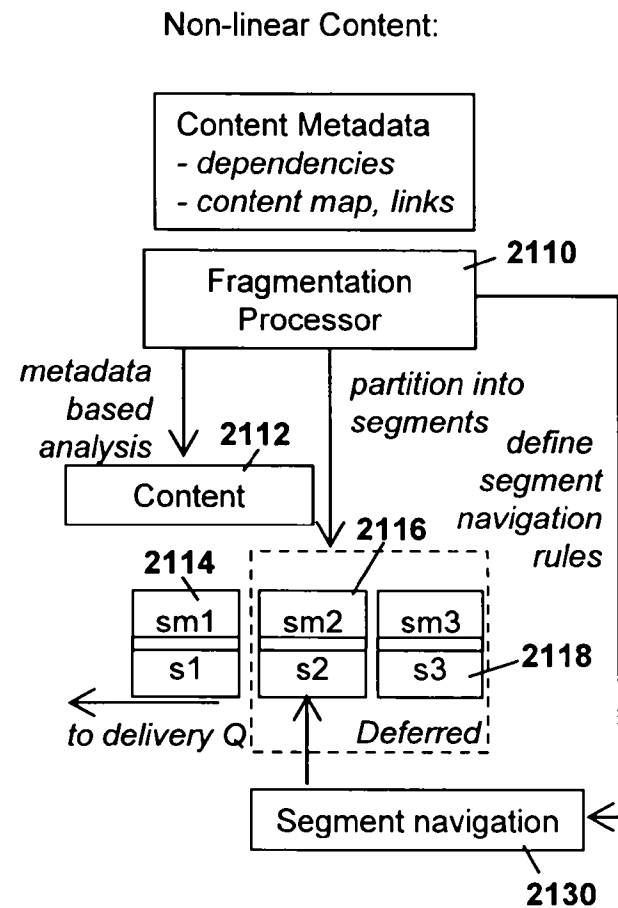 Non-linear Content:
Content Metadata
- dependencies
- content map, links
2110
Fragmentation
Processor
metadata
based
analysis
partition into
segments
define
segment
navigation
rules
2112
Content
2116
2114
sm1
sm2
sm3
s1
s2
s3
2118
to delivery Q
Deferred
Segment navigation
2130